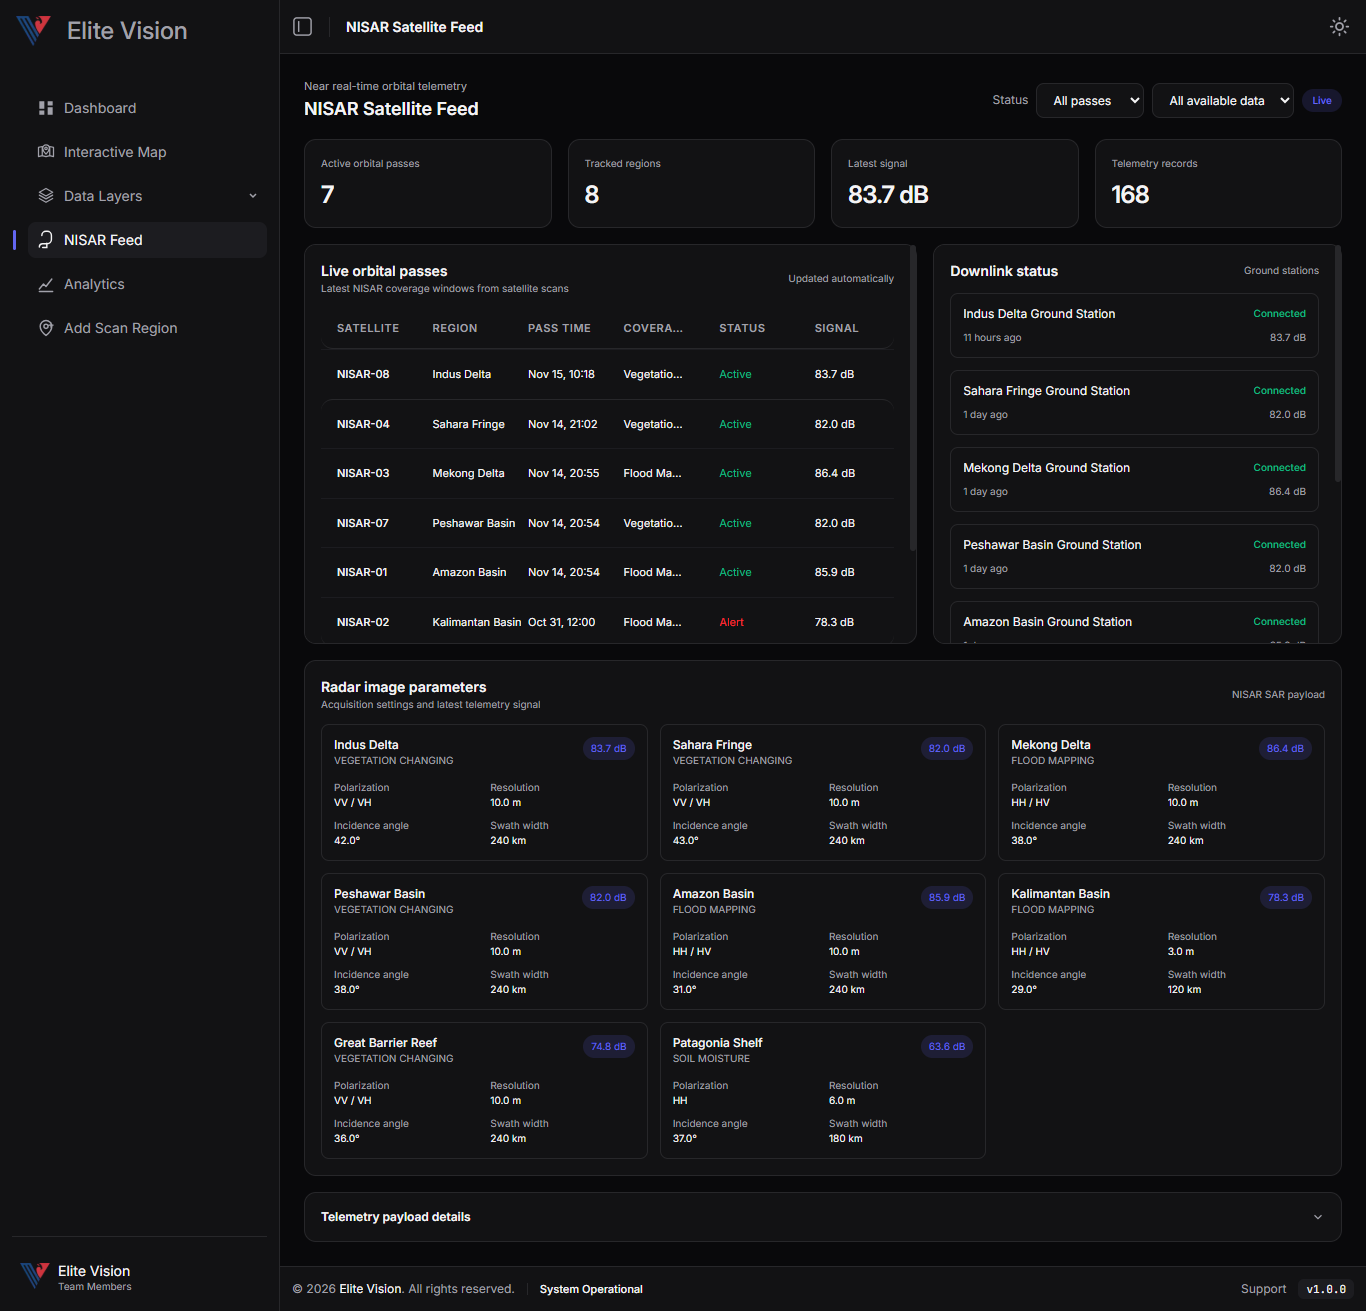 Elite Vision
Dashboard
Interactive Map
Data Layers
NISAR Feed
Analytics
Add Scan Region
Elite Vision
Team Members
NISAR Satellite Feed
Near real-time orbital telemetry
NISAR Satellite Feed
Status All passes All available data Live
Active orbital passes
7
Tracked regions
8
Latest signal
83.7 dB
Telemetry records
168
Live orbital passes
Latest NISAR coverage windows from satellite scans
Updated automatically
SATELLITE REGION PASS TIME COVERA... STATUS SIGNAL
NISAR-08 Indus Delta Nov 15, 10:18 Vegetatio... Active 83.7 dB
NISAR-04 Sahara Fringe Nov 14, 21:02 Vegetatio... Active 82.0 dB
NISAR-03 Mekong Delta Nov 14, 20:55 Flood Ma... Active 86.4 dB
NISAR-07 Peshawar Basin Nov 14, 20:54 Vegetatio... Active 82.0 dB
NISAR-01 Amazon Basin Nov 14, 20:54 Flood Ma... Active 85.9 dB
NISAR-02 Kalimantan Basin Oct 31, 12:00 Flood Ma... Alert 78.3 dB
Downlink status Ground stations
Indus Delta Ground Station Connected
11 hours ago 83.7 dB
Sahara Fringe Ground Station Connected
1 day ago 82.0 dB
Mekong Delta Ground Station Connected
1 day ago 86.4 dB
Peshawar Basin Ground Station Connected
1 day ago 82.0 dB
Amazon Basin Ground Station Connected
Radar image parameters
Acquisition settings and latest telemetry signal
NISAR SAR payload
Indus Delta 83.7 dB
VEGETATION CHANGING
Polarization Resolution
VV / VH 10.0 m
Incidence angle Swath width
42.0° 240 km
Sahara Fringe 82.0 dB
VEGETATION CHANGING
Polarization Resolution
VV / VH 10.0 m
Incidence angle Swath width
43.0° 240 km
Mekong Delta 86.4 dB
FLOOD MAPPING
Polarization Resolution
HH / HV 10.0 m
Incidence angle Swath width
38.0° 240 km
Peshawar Basin 82.0 dB
VEGETATION CHANGING
Polarization Resolution
VV / VH 10.0 m
Incidence angle Swath width
38.0° 240 km
Amazon Basin 85.9 dB
FLOOD MAPPING
Polarization Resolution
HH / HV 10.0 m
Incidence angle Swath width
31.0° 240 km
Kalimantan Basin 78.3 dB
FLOOD MAPPING
Polarization Resolution
HH / HV 3.0 m
Incidence angle Swath width
29.0° 120 km
Great Barrier Reef 74.8 dB
VEGETATION CHANGING
Polarization Resolution
VV / VH 10.0 m
Incidence angle Swath width
36.0° 240 km
Patagonia Shelf 63.6 dB
SOIL MOISTURE
Polarization Resolution
HH 6.0 m
Incidence angle Swath width
37.0° 180 km
Telemetry payload details
© 2026 Elite Vision. All rights reserved. System Operational
Support v1.0.0